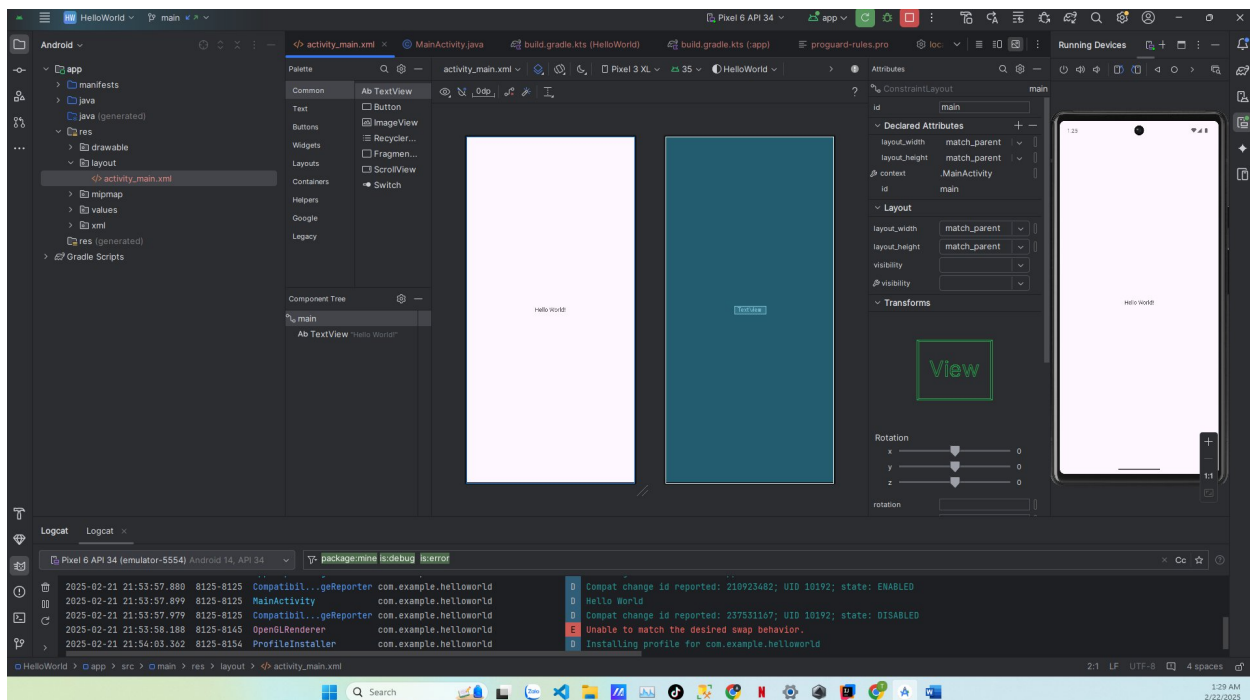 HW HelloWorld main
Pixel 6 API 34 app
Android
activity_main.xml MainActivity.java build.gradle.kts (HelloWorld) build.gradle.kts (:app) proguard-rules.pro loc
Running Devices
app
manifests
java
java (generated)
res
drawable
layout
activity_main.xml
mipmap
values
xml
res (generated)
Gradle Scripts
Palette
Common
Text
Buttons
Widgets
Layouts
Containers
Helpers
Google
Legacy
Ab TextView
Button
ImageView
Recycler...
Fragmen...
ScrollView
Switch
Component Tree
main
Ab TextView "Hello World!"
activity_main.xml Pixel 3 XL 35 HelloWorld
0dp
Hello World!
TextView
Attributes
ConstraintLayout main
id main
Declared Attributes
layout_width match_parent
layout_height match_parent
context .MainActivity
id main
Layout
layout_width match_parent
layout_height match_parent
visibility
visibility
Transforms
View
Rotation
x 0
y 0
z 0
rotation
1:23
Hello World!
1:1
Logcat Logcat
Pixel 6 API 34 (emulator-5554) Android 14, API 34 package:mine is:debug is:error Cc
2025-02-21 21:53:57.880 8125-8125 Compatibil...geReporter com.example.helloworld D Compat change id reported: 210923482; UID 10192; state: ENABLED
2025-02-21 21:53:57.899 8125-8125 MainActivity com.example.helloworld D Hello World
2025-02-21 21:53:57.979 8125-8125 Compatibil...geReporter com.example.helloworld D Compat change id reported: 237531167; UID 10192; state: DISABLED
2025-02-21 21:53:58.188 8125-8145 OpenGLRenderer com.example.helloworld E Unable to match the desired swap behavior.
2025-02-21 21:54:03.362 8125-8154 ProfileInstaller com.example.helloworld D Installing profile for com.example.helloworld
HelloWorld > app > src > main > res > layout > activity_main.xml
2:1 LF UTF-8 4 spaces
Search
Zalo
1:29 AM
2/22/2025